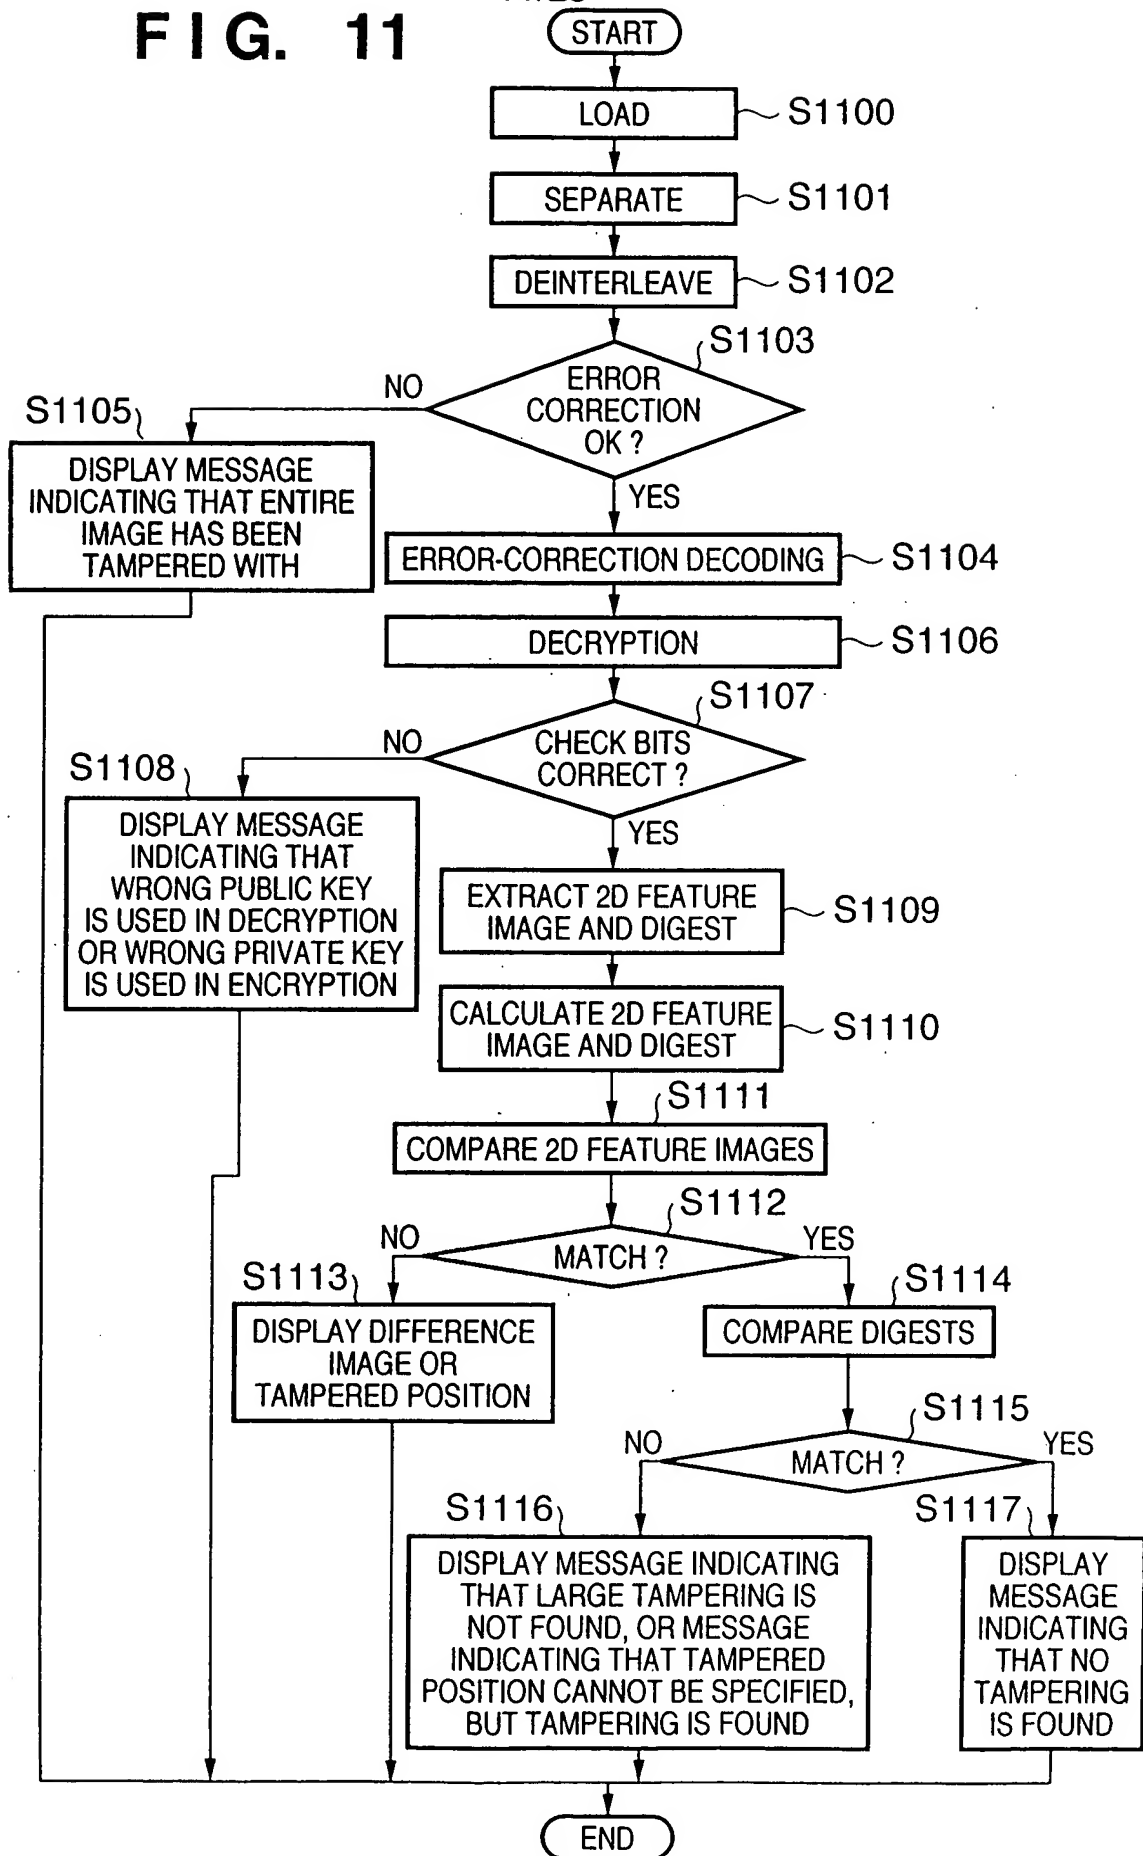 FIG. 11
START
LOAD
S1100
SEPARATE
S1101
DEINTERLEAVE
S1102
S1103
ERROR
CORRECTION
OK ?
NO
YES
S1105
DISPLAY MESSAGE
INDICATING THAT ENTIRE
IMAGE HAS BEEN
TAMPERED WITH
ERROR-CORRECTION DECODING
S1104
DECRYPTION
S1106
S1107
CHECK BITS
CORRECT ?
NO
YES
S1108
DISPLAY MESSAGE
INDICATING THAT
WRONG PUBLIC KEY
IS USED IN DECRYPTION
OR WRONG PRIVATE KEY
IS USED IN ENCRYPTION
EXTRACT 2D FEATURE
IMAGE AND DIGEST
S1109
CALCULATE 2D FEATURE
IMAGE AND DIGEST
S1110
S1111
COMPARE 2D FEATURE IMAGES
S1112
NO
MATCH ?
YES
S1113
DISPLAY DIFFERENCE
IMAGE OR
TAMPERED POSITION
S1114
COMPARE DIGESTS
S1115
NO
MATCH ?
YES
S1116
DISPLAY MESSAGE INDICATING
THAT LARGE TAMPERING IS
NOT FOUND, OR MESSAGE
INDICATING THAT TAMPERED
POSITION CANNOT BE SPECIFIED,
BUT TAMPERING IS FOUND
S1117
DISPLAY
MESSAGE
INDICATING
THAT NO
TAMPERING
IS FOUND
END